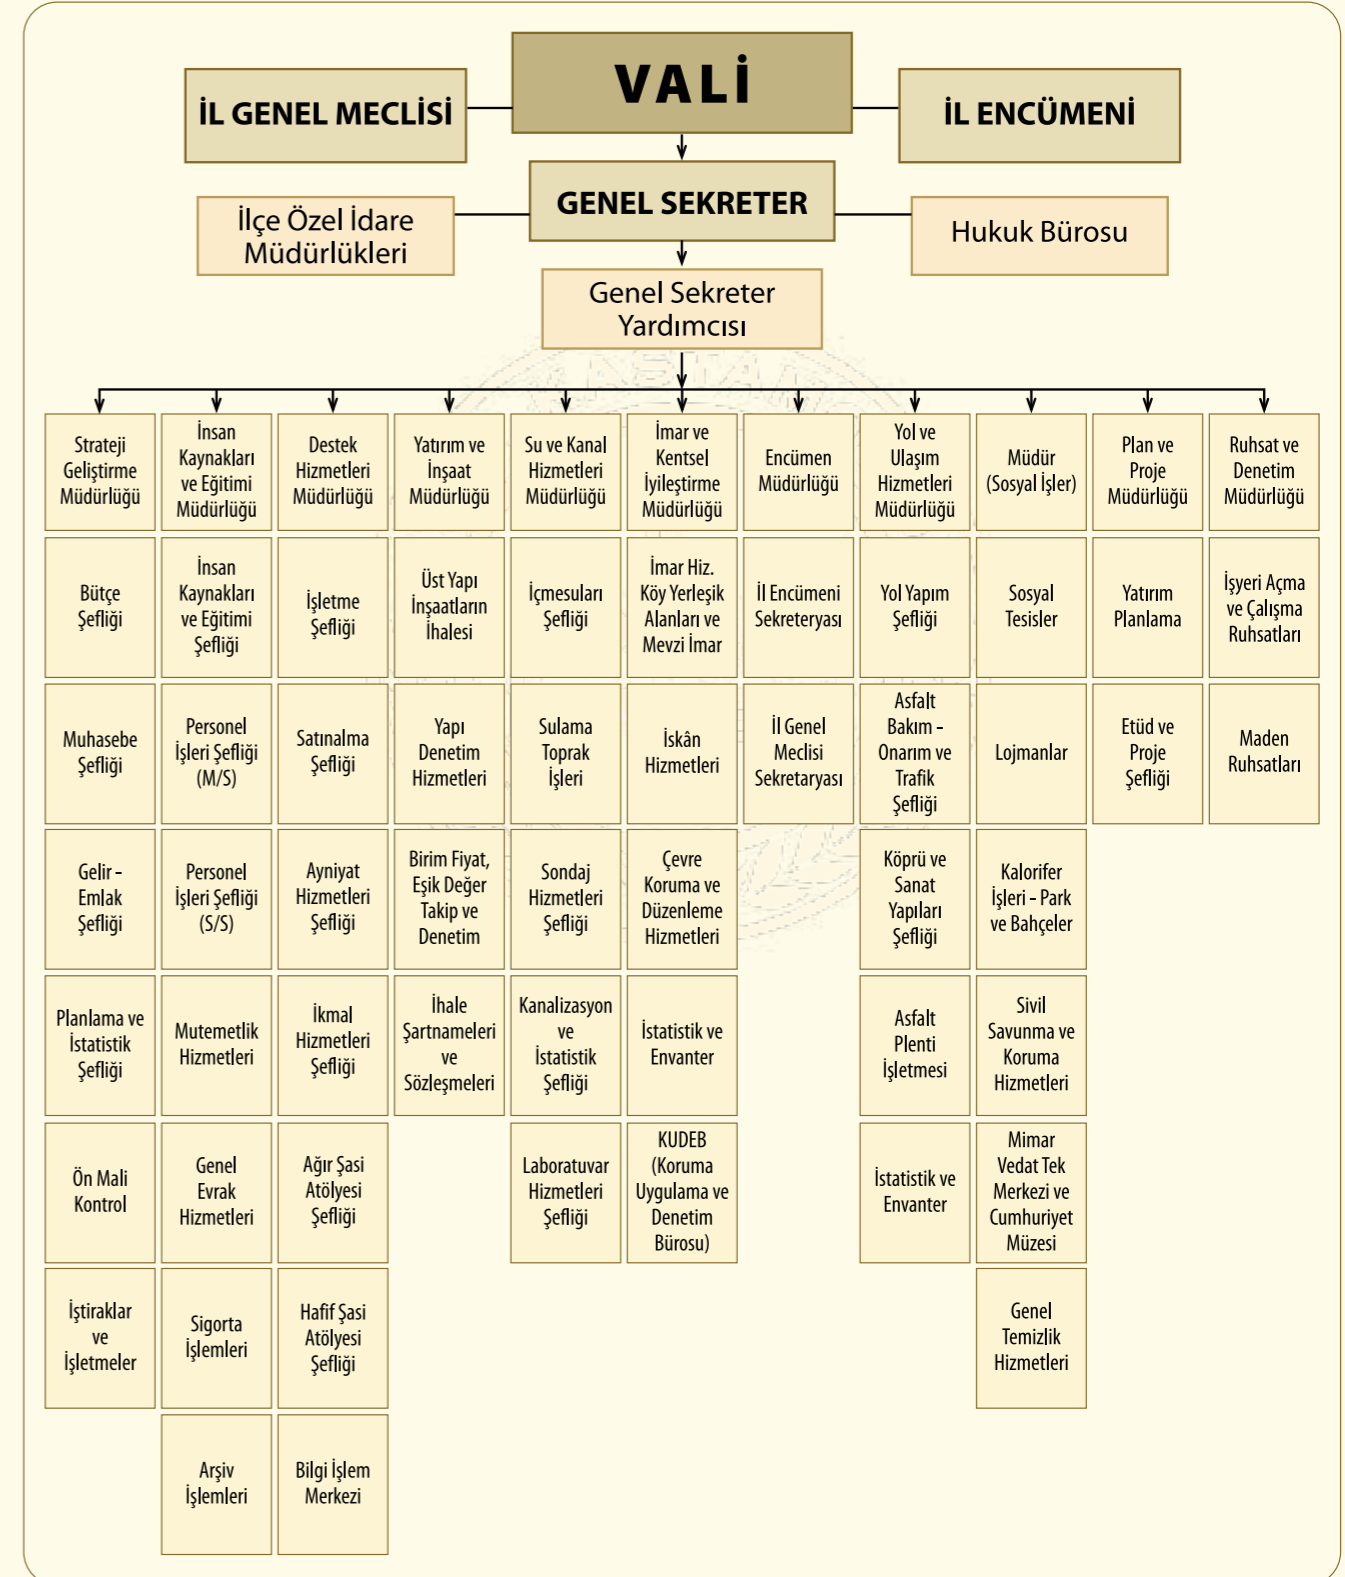 VALİ
İL GENEL MECLİSİ
İL ENCÜMENİ
GENEL SEKRETER
İlçe Özel İdare
Müdürlükleri
Hukuk Bürosu
Genel Sekreter
Yardımcısı
Strateji
Geliştirme
Müdürlüğü
İnsan
Kaynakları
ve Eğitimi
Müdürlüğü
Destek
Hizmetleri
Müdürlüğü
Yatırım ve
İnşaat
Müdürlüğü
Su ve Kanal
Hizmetleri
Müdürlüğü
İmar ve
Kentsel
İyileştirme
Müdürlüğü
Encümen
Müdürlüğü
Yol ve
Ulaşım
Hizmetleri
Müdürlüğü
Müdür
(Sosyal İşler)
Plan ve
Proje
Müdürlüğü
Ruhsat ve
Denetim
Müdürlüğü
Bütçe
Şefliği
İnsan
Kaynakları
ve Eğitimi
Şefliği
İşletme
Şefliği
Üst Yapı
İnşaatların
İhalesi
İçmesuları
Şefliği
İmar Hiz.
Köy Yerleşik
Alanları ve
Mevzi İmar
İl Encümeni
Sekreteryası
Yol Yapım
Şefliği
Sosyal
Tesisler
Yatırım
Planlama
İşyeri Açma
ve Çalışma
Ruhsatları
Muhasebe
Şefliği
Personel
İşleri Şefliği
(M/S)
Satınalma
Şefliği
Yapı
Denetim
Hizmetleri
Sulama
Toprak
İşleri
İskân
Hizmetleri
İl Genel
Meclisi
Sekretaryası
Asfalt
Bakım –
Onarım ve
Trafik
Şefliği
Lojmanlar
Etüd ve
Proje
Şefliği
Maden
Ruhsatları
Gelir –
Emlak
Şefliği
Personel
İşleri Şefliği
(S/S)
Ayniyat
Hizmetleri
Şefliği
Birim Fiyat,
Eşik Değer
Takip ve
Denetim
Sondaj
Hizmetleri
Şefliği
Çevre
Koruma ve
Düzenleme
Hizmetleri
Köprü ve
Sanat
Yapıları
Şefliği
Kalorifer
İşleri – Park
ve Bahçeler
Planlama ve
İstatistik
Şefliği
Mutemetlik
Hizmetleri
İkmal
Hizmetleri
Şefliği
İhale
Şartnameleri
ve
Sözleşmeleri
Kanalizasyon
ve
İstatistik
Şefliği
İstatistik ve
Envanter
Asfalt
Plenti
İşletmesi
Sivil
Savunma ve
Koruma
Hizmetleri
Ön Mali
Kontrol
Genel
Evrak
Hizmetleri
Ağır Şasi
Atölyesi
Şefliği
Laboratuvar
Hizmetleri
Şefliği
KUDEB
(Koruma
Uygulama ve
Denetim
Bürosu)
İstatistik ve
Envanter
Mimar
Vedat Tek
Merkezi ve
Cumhuriyet
Müzesi
İştiraklar
ve
İşletmeler
Sigorta
İşlemleri
Hafif Şasi
Atölyesi
Şefliği
Genel
Temizlik
Hizmetleri
Arşiv
İşlemleri
Bilgi İşlem
Merkezi